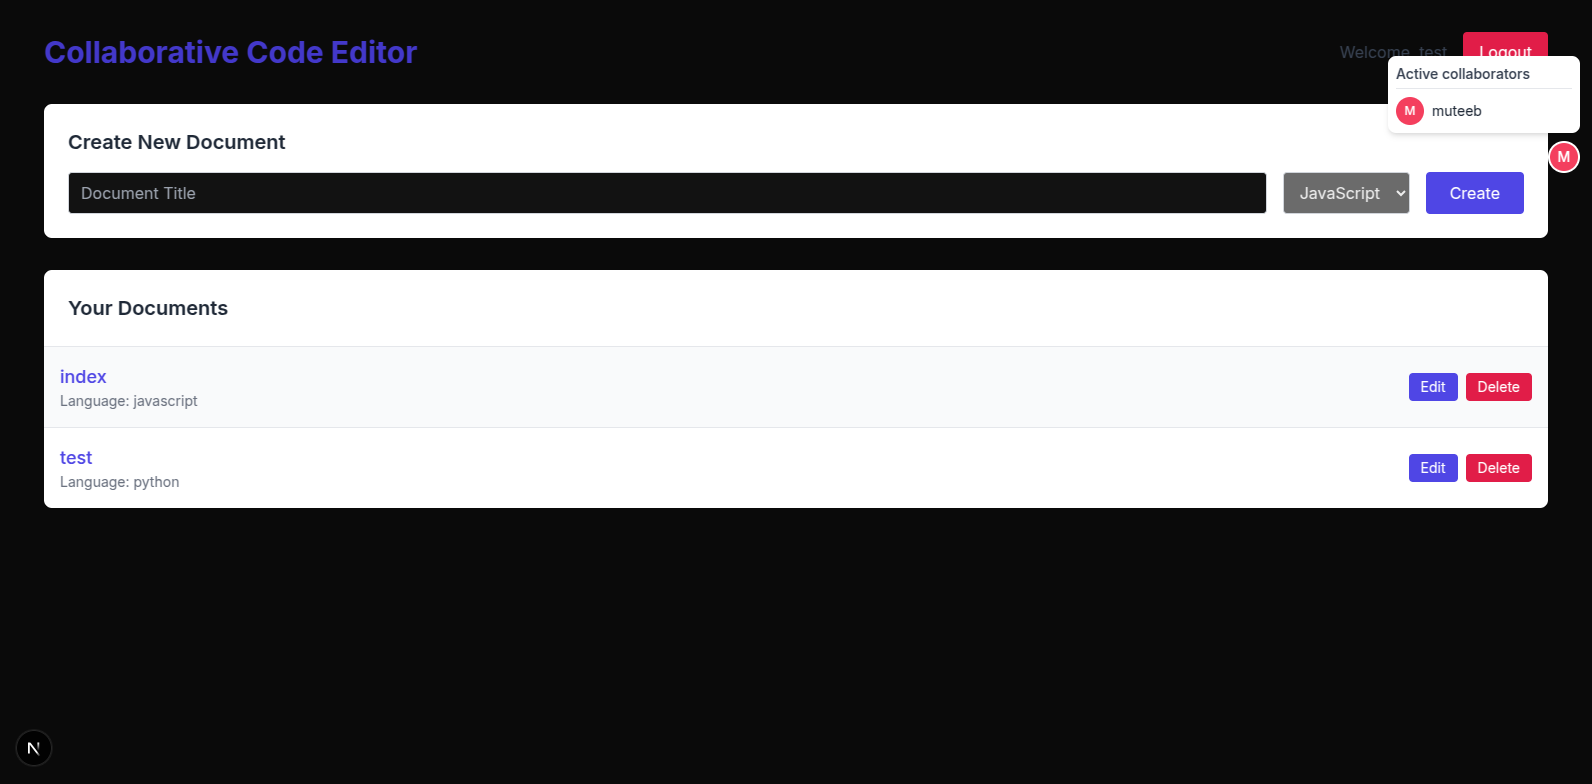 Collaborative Code Editor
Welcome, test
Logout
Active collaborators
M muteeb
M
Create New Document
Document Title
JavaScript
Create
Your Documents
index
Language: javascript
Edit Delete
test
Language: python
Edit Delete
N